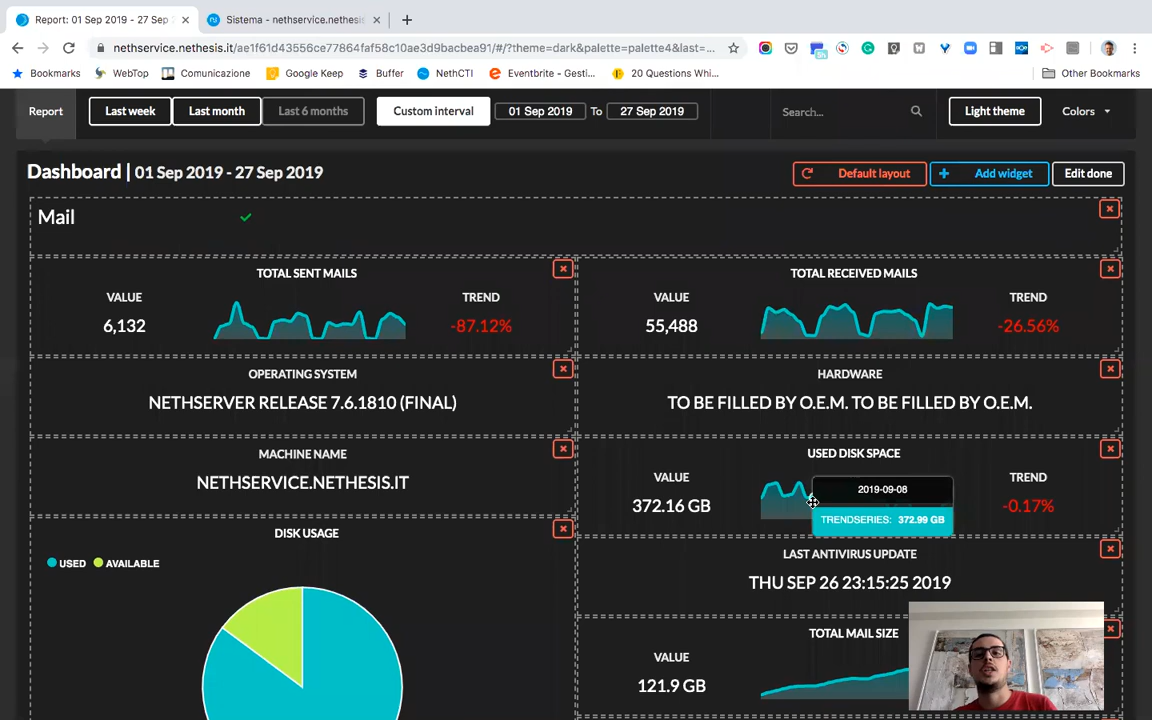 Report: 01 Sep 2019 - 27 Sep
Sistema - nethservice.nethesis.i
nethservice.nethesis.it/ae1f61d43556ce77864faf58c10ae3d9bacbea91/#/?theme=dark&palette=palette4&last=...
Bookmarks WebTop Comunicazione Google Keep Buffer NethCTI Eventbrite - Gesti... 20 Questions Whi... Other Bookmarks
Report Last week Last month Last 6 months Custom interval 01 Sep 2019 To 27 Sep 2019 Search... Light theme Colors
Dashboard | 01 Sep 2019 - 27 Sep 2019 Default layout Add widget Edit done
Mail
TOTAL SENT MAILS
VALUE TREND
6,132 -87.12%
TOTAL RECEIVED MAILS
VALUE TREND
55,488 -26.56%
OPERATING SYSTEM
NETHSERVER RELEASE 7.6.1810 (FINAL)
HARDWARE
TO BE FILLED BY O.E.M. TO BE FILLED BY O.E.M.
MACHINE NAME
NETHSERVICE.NETHESIS.IT
USED DISK SPACE
VALUE TREND
372.16 GB -0.17%
2019-09-08
TRENDSERIES: 372.99 GB
DISK USAGE
USED AVAILABLE
LAST ANTIVIRUS UPDATE
THU SEP 26 23:15:25 2019
TOTAL MAIL SIZE
VALUE
121.9 GB